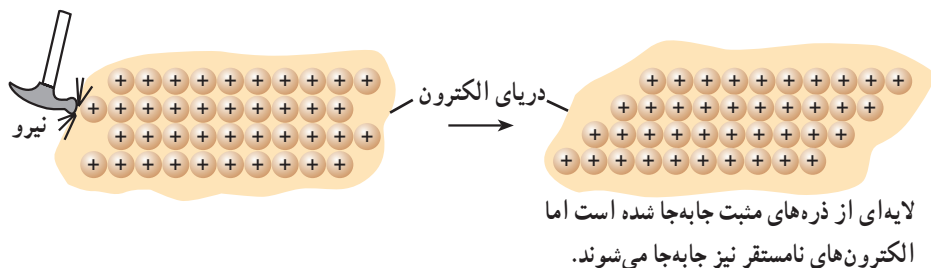 دریای الکترون
نیرو
لایه‌ای از ذره‌های مثبت جابه‌جا شده است اما
الکترون‌های نامستقر نیز جابه‌جا می‌شوند.
+ + + + + + + + + +
+ + + + + + + + + +
+ + + + + + + + + +
+ + + + + + + + + +
+ + + + + + + + + +
+ + + + + + + + + +
+ + + + + + + + + +
+ + + + + + + + + +